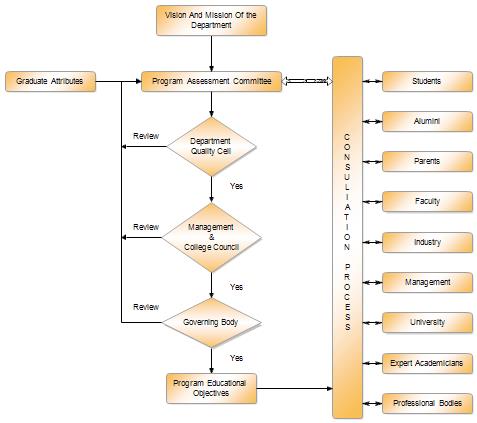 Vision And Mission Of the
Department
Graduate Attributes
Program Assessment Committee
Students
Review
Department
Quality Cell
Alumini
Parents
Yes
Faculty
Review
Management
&
College Council
Industry
Yes
Management
Review
Governing Body
University
Yes
Expert Academicians
Program Educational
Objectives
Professional Bodies
CONSULIATION PROCESS